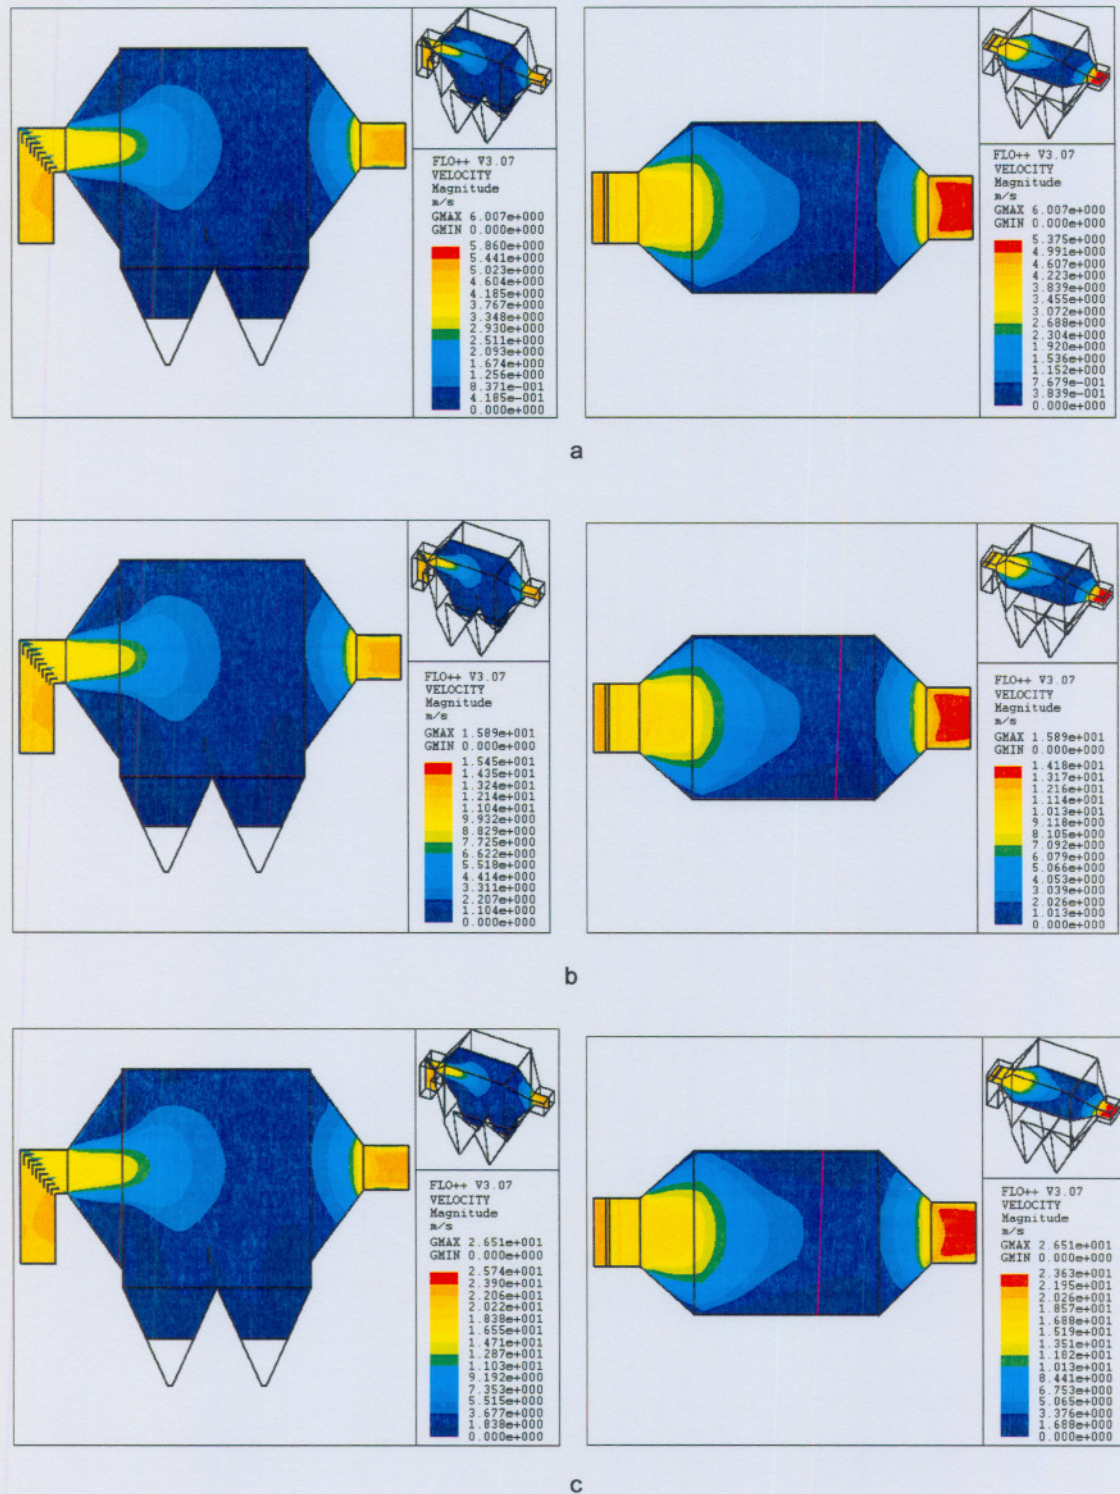 FLO++ V3.07
VELOCITY
Magnitude
m/s
GMAX 6.007e+000
GMIN 0.000e+000
5.860e+000
5.441e+000
5.023e+000
4.604e+000
4.185e+000
3.767e+000
3.348e+000
2.930e+000
2.511e+000
2.093e+000
1.674e+000
1.256e+000
8.371e-001
4.185e-001
0.000e+000
FLO++ V3.07
VELOCITY
Magnitude
m/s
GMAX 6.007e+000
GMIN 0.000e+000
5.375e+000
4.991e+000
4.607e+000
4.223e+000
3.839e+000
3.455e+000
3.072e+000
2.688e+000
2.304e+000
1.920e+000
1.536e+000
1.152e+000
7.679e-001
3.839e-001
0.000e+000
a
FLO++ V3.07
VELOCITY
Magnitude
m/s
GMAX 1.589e+001
GMIN 0.000e+000
1.545e+001
1.435e+001
1.324e+001
1.214e+001
1.104e+001
9.932e+000
8.829e+000
7.725e+000
6.622e+000
5.518e+000
4.414e+000
3.311e+000
2.207e+000
1.104e+000
0.000e+000
FLO++ V3.07
VELOCITY
Magnitude
m/s
GMAX 1.589e+001
GMIN 0.000e+000
1.418e+001
1.317e+001
1.216e+001
1.114e+001
1.013e+001
9.118e+000
8.105e+000
7.092e+000
6.079e+000
5.066e+000
4.053e+000
3.039e+000
2.026e+000
1.013e+000
0.000e+000
b
FLO++ V3.07
VELOCITY
Magnitude
m/s
GMAX 2.651e+001
GMIN 0.000e+000
2.574e+001
2.390e+001
2.206e+001
2.022e+001
1.838e+001
1.655e+001
1.471e+001
1.287e+001
1.103e+001
9.192e+000
7.353e+000
5.515e+000
3.677e+000
1.838e+000
0.000e+000
FLO++ V3.07
VELOCITY
Magnitude
m/s
GMAX 2.651e+001
GMIN 0.000e+000
2.363e+001
2.195e+001
2.026e+001
1.857e+001
1.688e+001
1.519e+001
1.351e+001
1.182e+001
1.013e+001
8.441e+000
6.753e+000
5.065e+000
3.376e+000
1.688e+000
0.000e+000
c